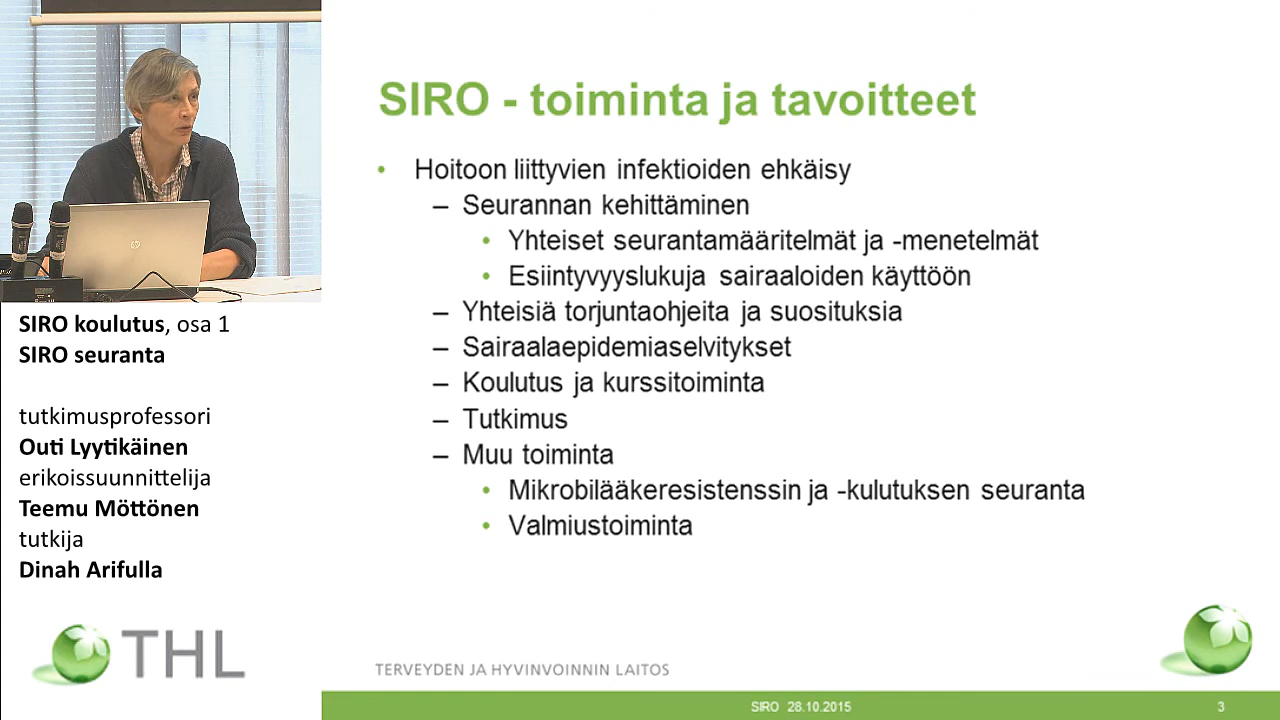 SIRO koulutus, osa 1
SIRO seuranta
tutkimusprofessori
Outi Lyytikäinen
erikoissuunnittelija
Teemu Möttönen
tutkija
Dinah Arifulla
THL
SIRO - toiminta ja tavoitteet
• Hoitoon liittyvien infektioiden ehkäisy
– Seurannan kehittäminen
• Yhteiset seurantamääritelmät ja -menetelmät
• Esiintyvyyslukuja sairaaloiden käyttöön
– Yhteisiä torjuntaohjeita ja suosituksia
– Sairaalaepidemiaselvitykset
– Koulutus ja kurssitoiminta
– Tutkimus
– Muu toiminta
• Mikrobilääkeresistenssin ja -kulutuksen seuranta
• Valmiustoiminta
TERVEYDEN JA HYVINVOINNIN LAITOS
SIRO 28.10.2015
3